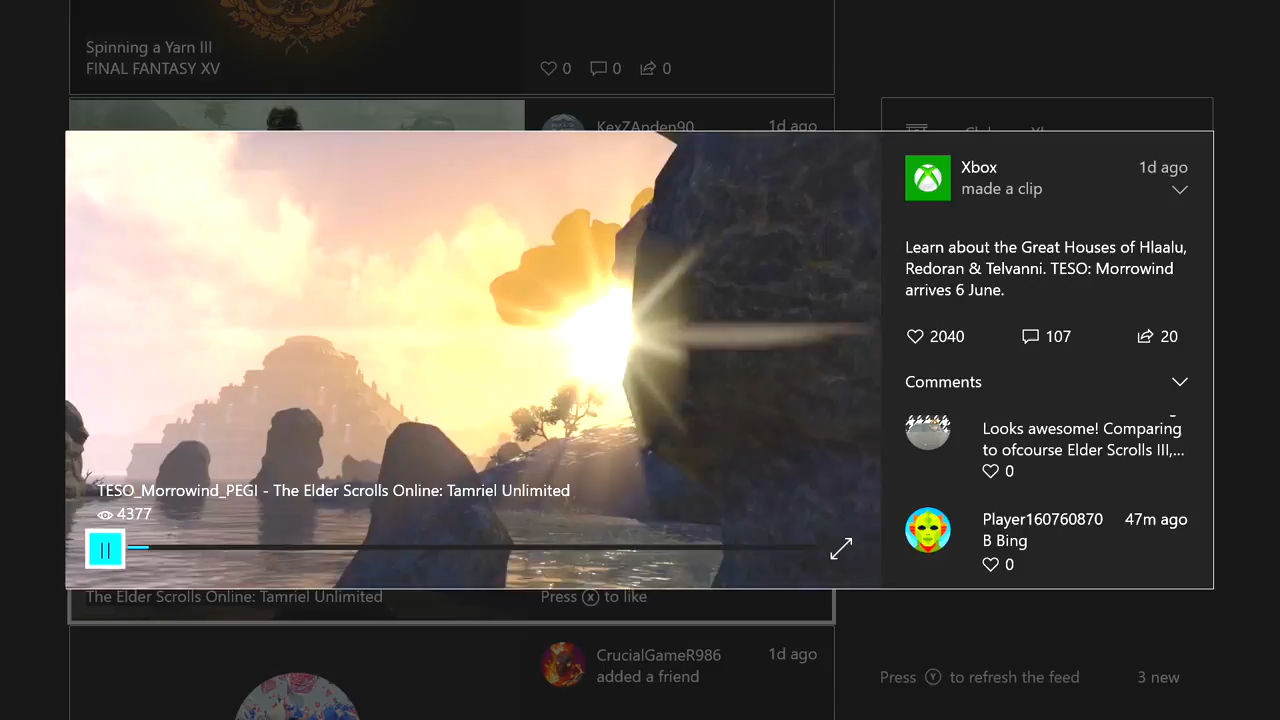 Spinning a Yarn III
FINAL FANTASY XV
0 0 0
KexZAnden90 1d ago
Xbox 1d ago
made a clip
Learn about the Great Houses of Hlaalu,
Redoran & Telvanni. TESO: Morrowind
arrives 6 June.
2040 107 20
Comments
Looks awesome! Comparing
to ofcourse Elder Scrolls III,...
0
Player160760870 47m ago
B Bing
0
TESO_Morrowind_PEGI - The Elder Scrolls Online: Tamriel Unlimited
4377
The Elder Scrolls Online: Tamriel Unlimited
Press X to like
CrucialGameR986 1d ago
added a friend
Press Y to refresh the feed 3 new